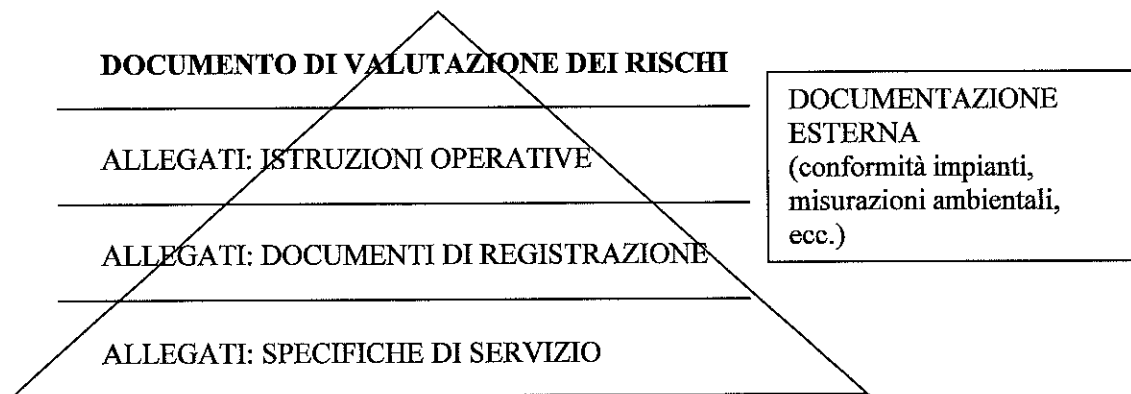 DOCUMENTO DI VALUTAZIONE DEI RISCHI
ALLEGATI: ISTRUZIONI OPERATIVE
ALLEGATI: DOCUMENTI DI REGISTRAZIONE
ALLEGATI: SPECIFICHE DI SERVIZIO
DOCUMENTAZIONE
ESTERNA
(conformità impianti,
misurazioni ambientali,
ecc.)